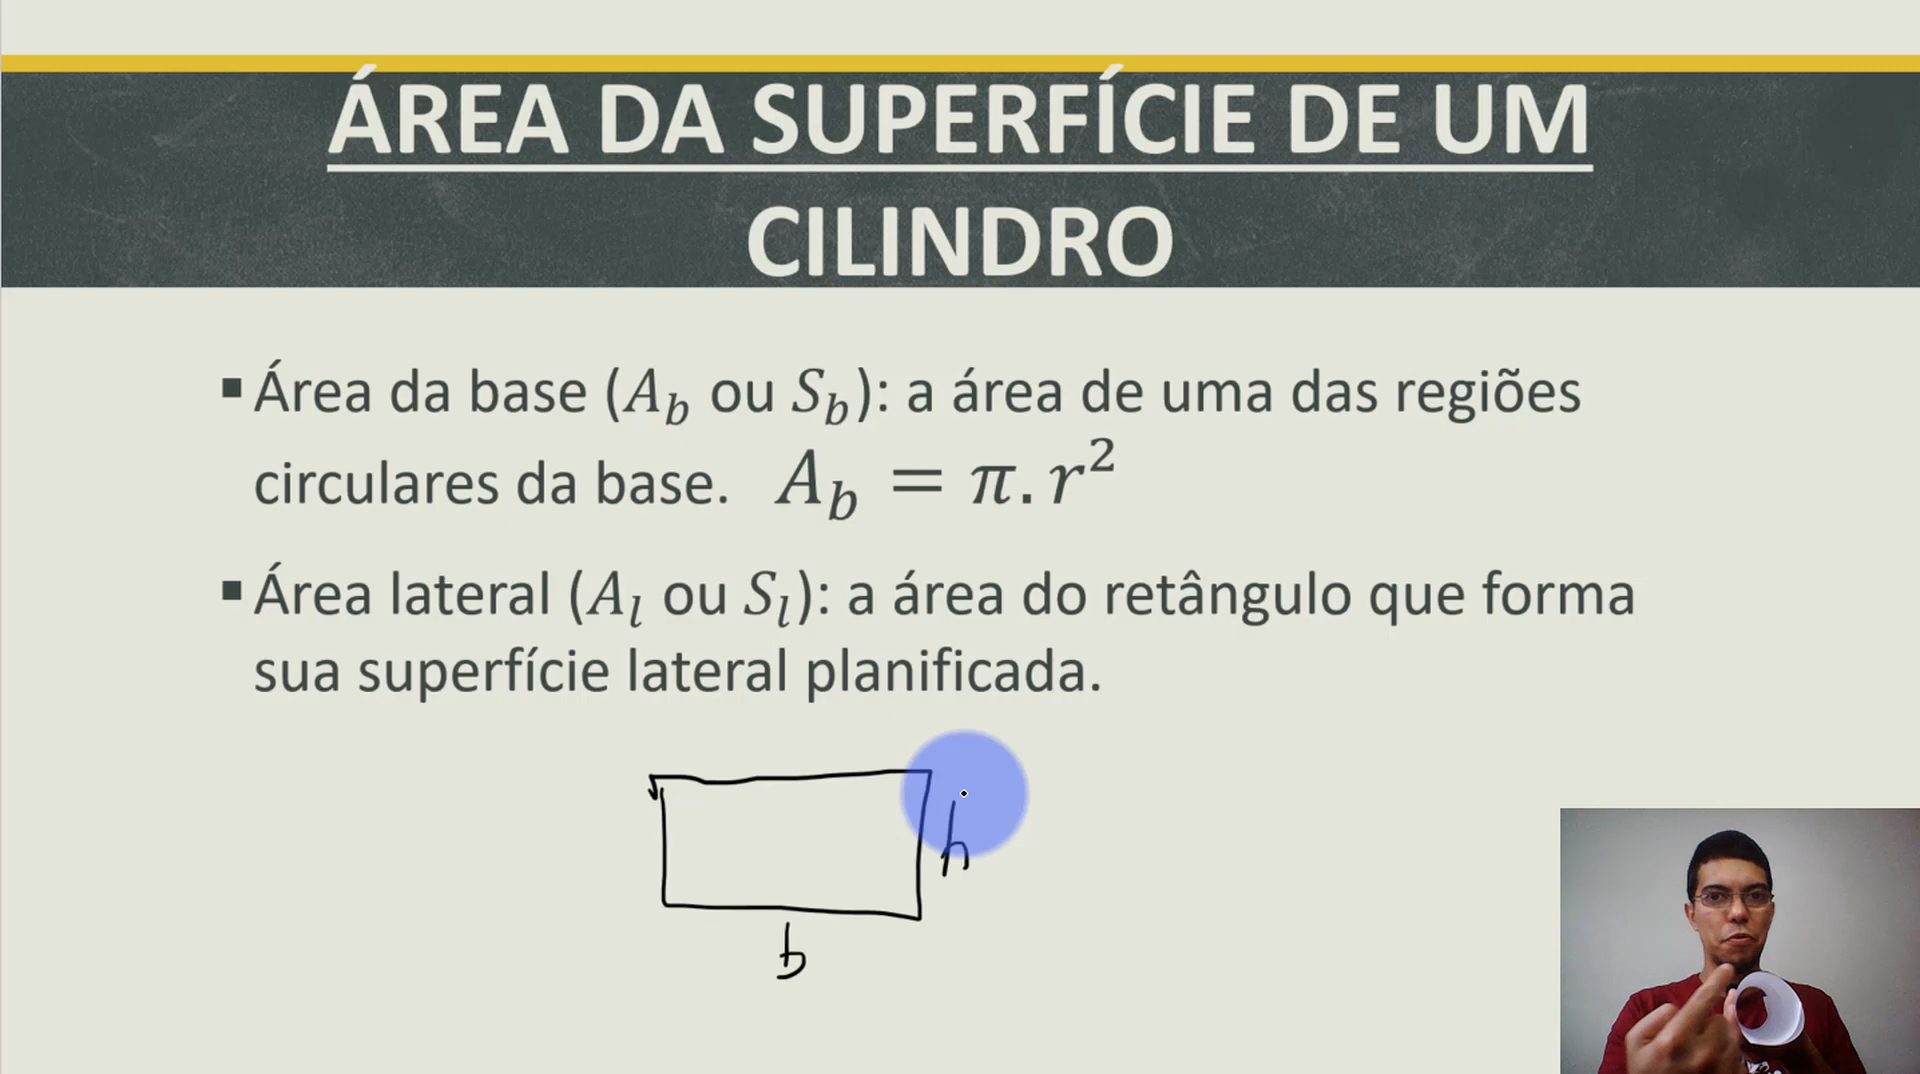 ÁREA DA SUPERFÍCIE DE UM
CILINDRO
▪ Área da base (A_b ou S_b): a área de uma das regiões
circulares da base. A_b = π. r²
▪ Área lateral (A_l ou S_l): a área do retângulo que forma
sua superfície lateral planificada.
h
b